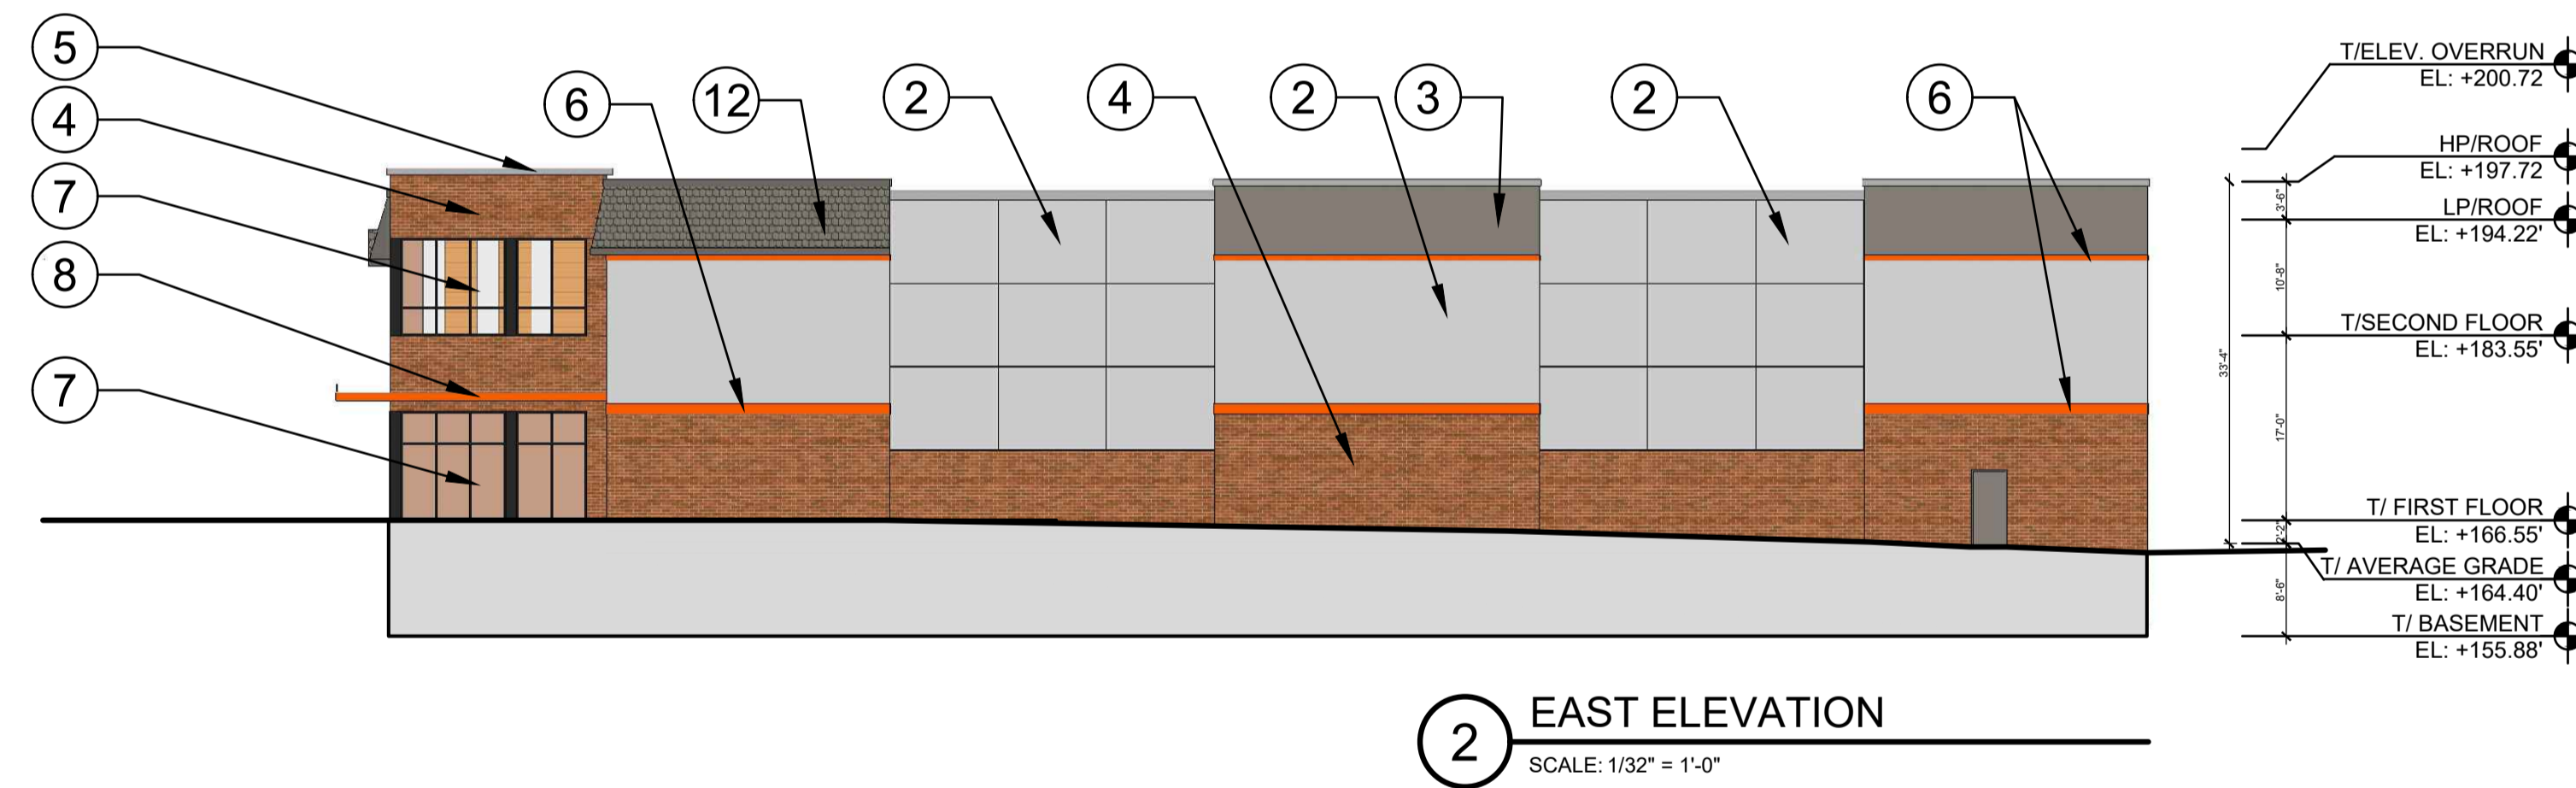 5
4
7
8
7
6
12
2
4
2
3
2
6
T/ELEV. OVERRUN
EL: +200.72
HP/ROOF
EL: +197.72
LP/ROOF
EL: +194.22'
T/SECOND FLOOR
EL: +183.55'
T/ FIRST FLOOR
EL: +166.55'
T/ AVERAGE GRADE
EL: +164.40'
T/ BASEMENT
EL: +155.88'
3'-6"
10'-8"
17'-0"
2'-2"
8'-6"
33'-4"
2
EAST ELEVATION
SCALE: 1/32" = 1'-0"